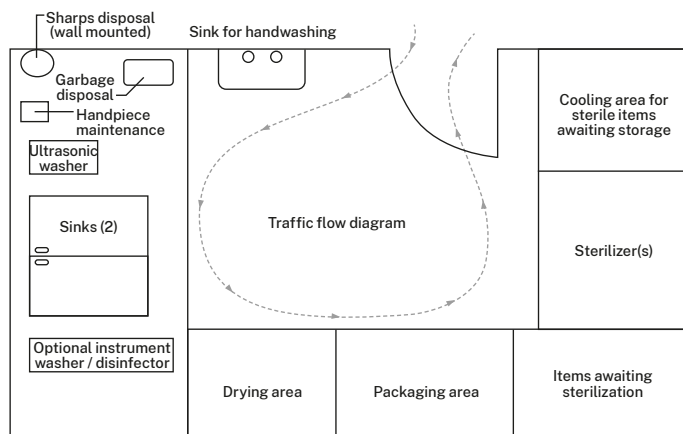 Sharps disposal
(wall mounted)
Sink for handwashing
Garbage
disposal
Handpiece
maintenance
Ultrasonic
washer
Sinks (2)
Optional instrument
washer / disinfector
Traffic flow diagram
Cooling area for
sterile items
awaiting storage
Sterilizer(s)
Drying area
Packaging area
Items awaiting
sterilization